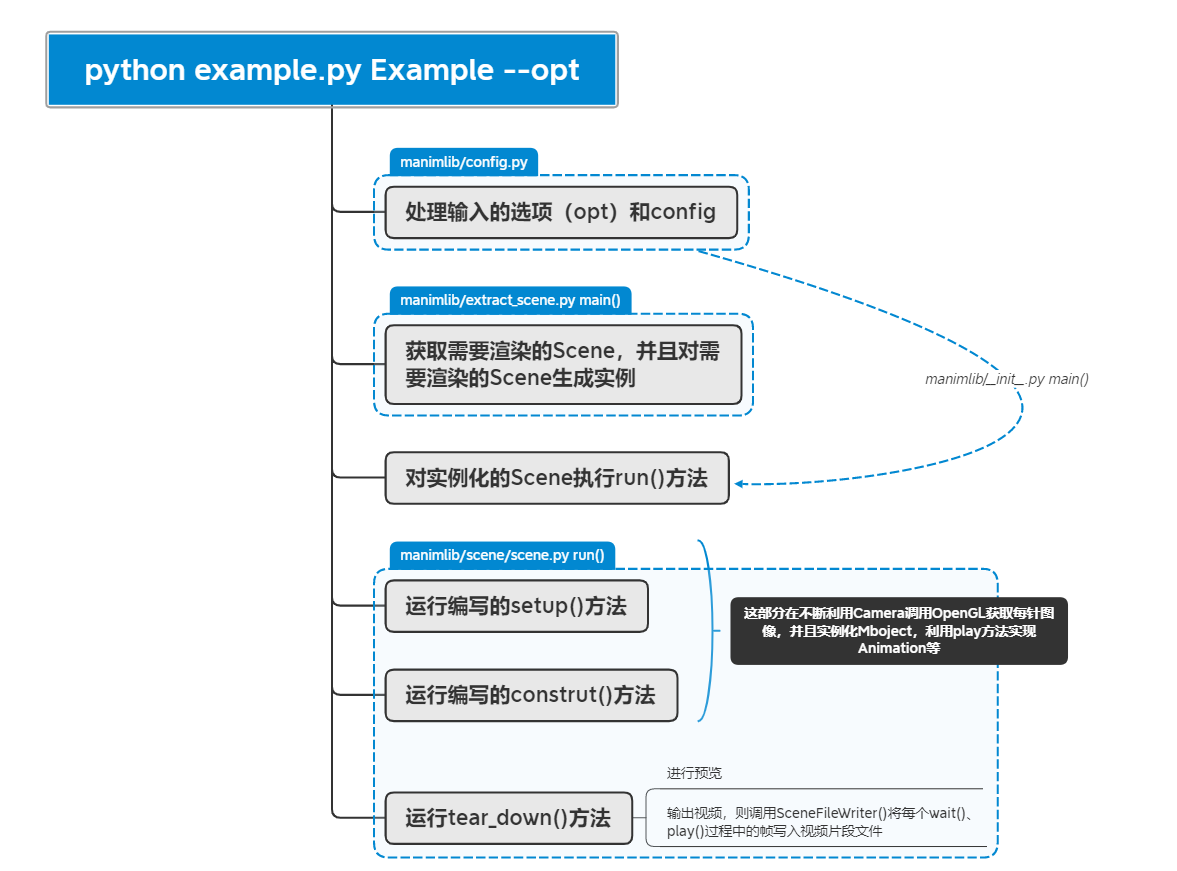 python example.py Example --opt
manimlib/config.py
处理输入的选项（opt）和config
manimlib/extract_scene.py main()
获取需要渲染的Scene，并且对需
要渲染的Scene生成实例
manimlib/__init__.py main()
对实例化的Scene执行run()方法
manimlib/scene/scene.py run()
运行编写的setup()方法
这部分在不断利用Camera调用OpenGL获取每针图
像，并且实例化Mboject，利用play方法实现
Animation等
运行编写的construt()方法
进行预览
运行tear_down()方法
输出视频，则调用SceneFileWriter()将每个wait()、
play()过程中的帧写入视频片段文件